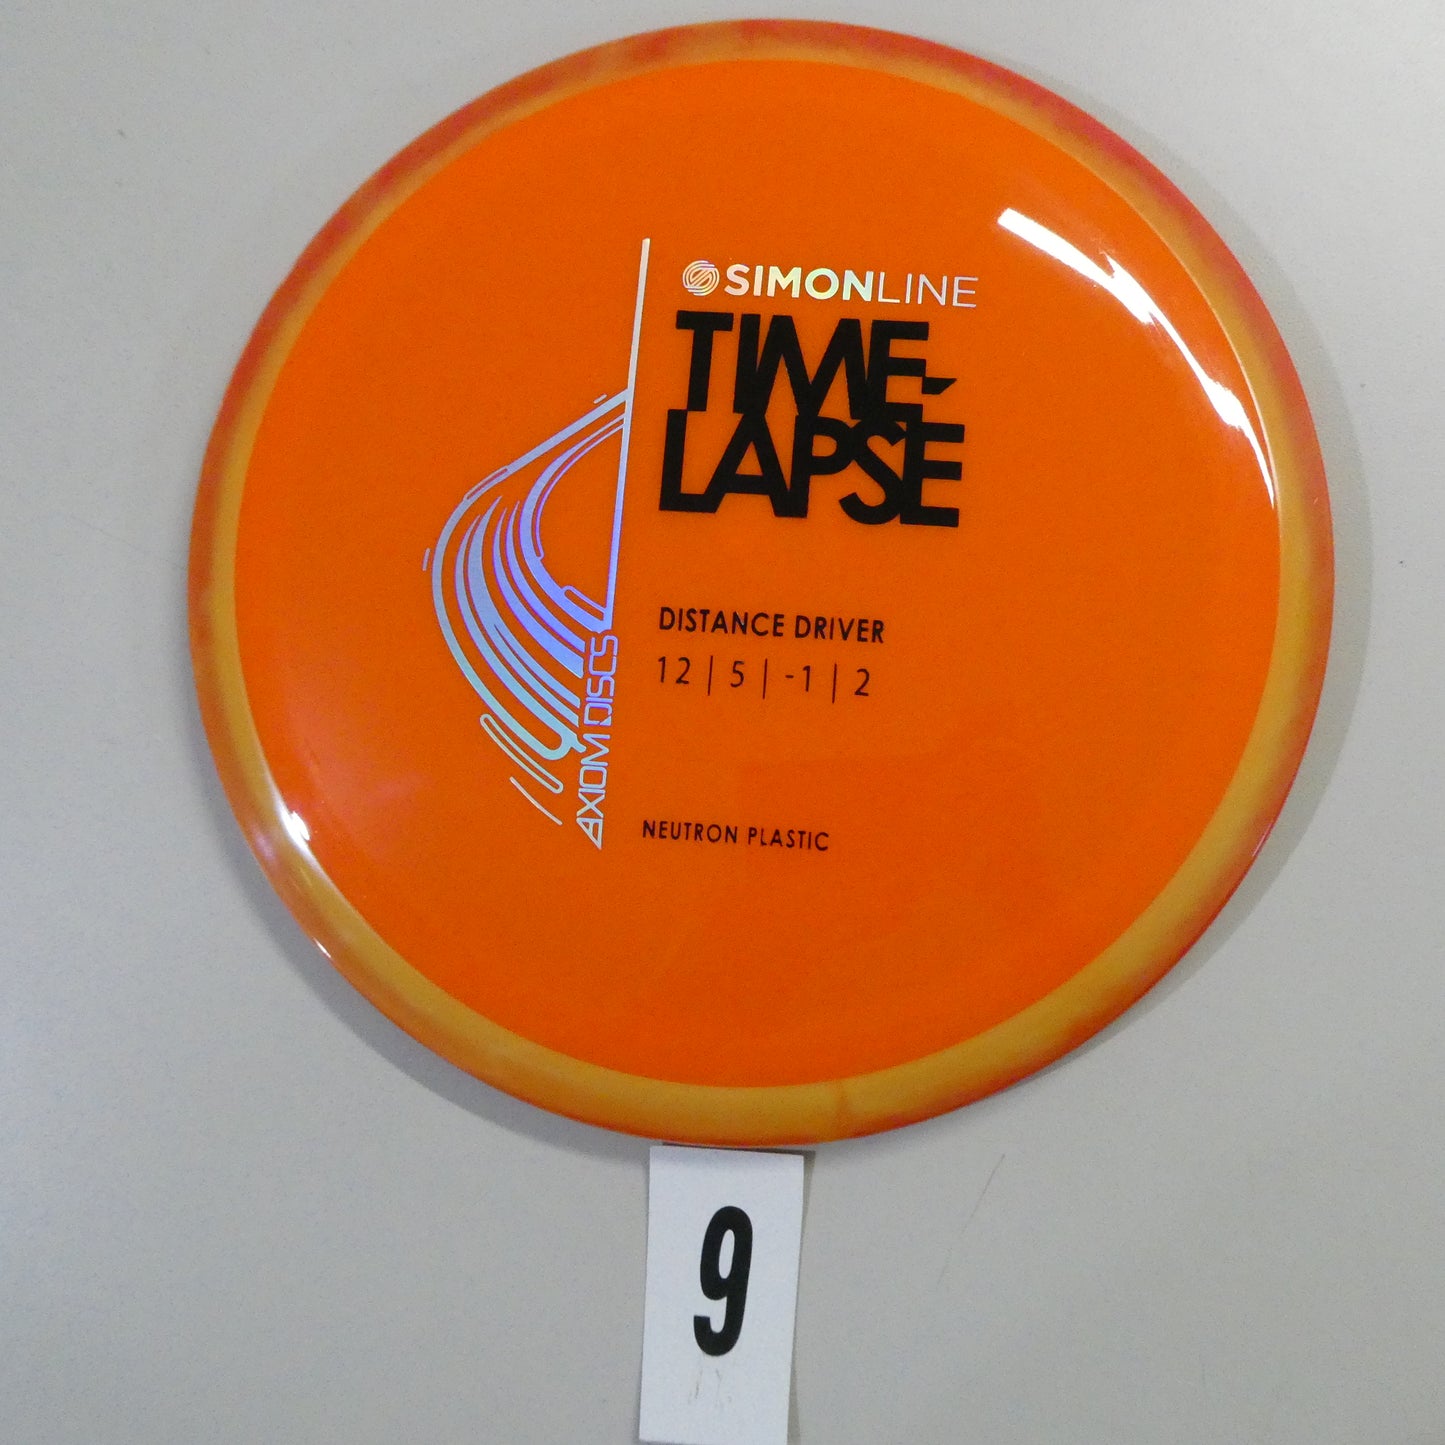 SIMONLINE
TIME-
LAPSE
DISTANCE DRIVER
12 | 5 | -1 | 2
AXIOM DISCS
NEUTRON PLASTIC
9